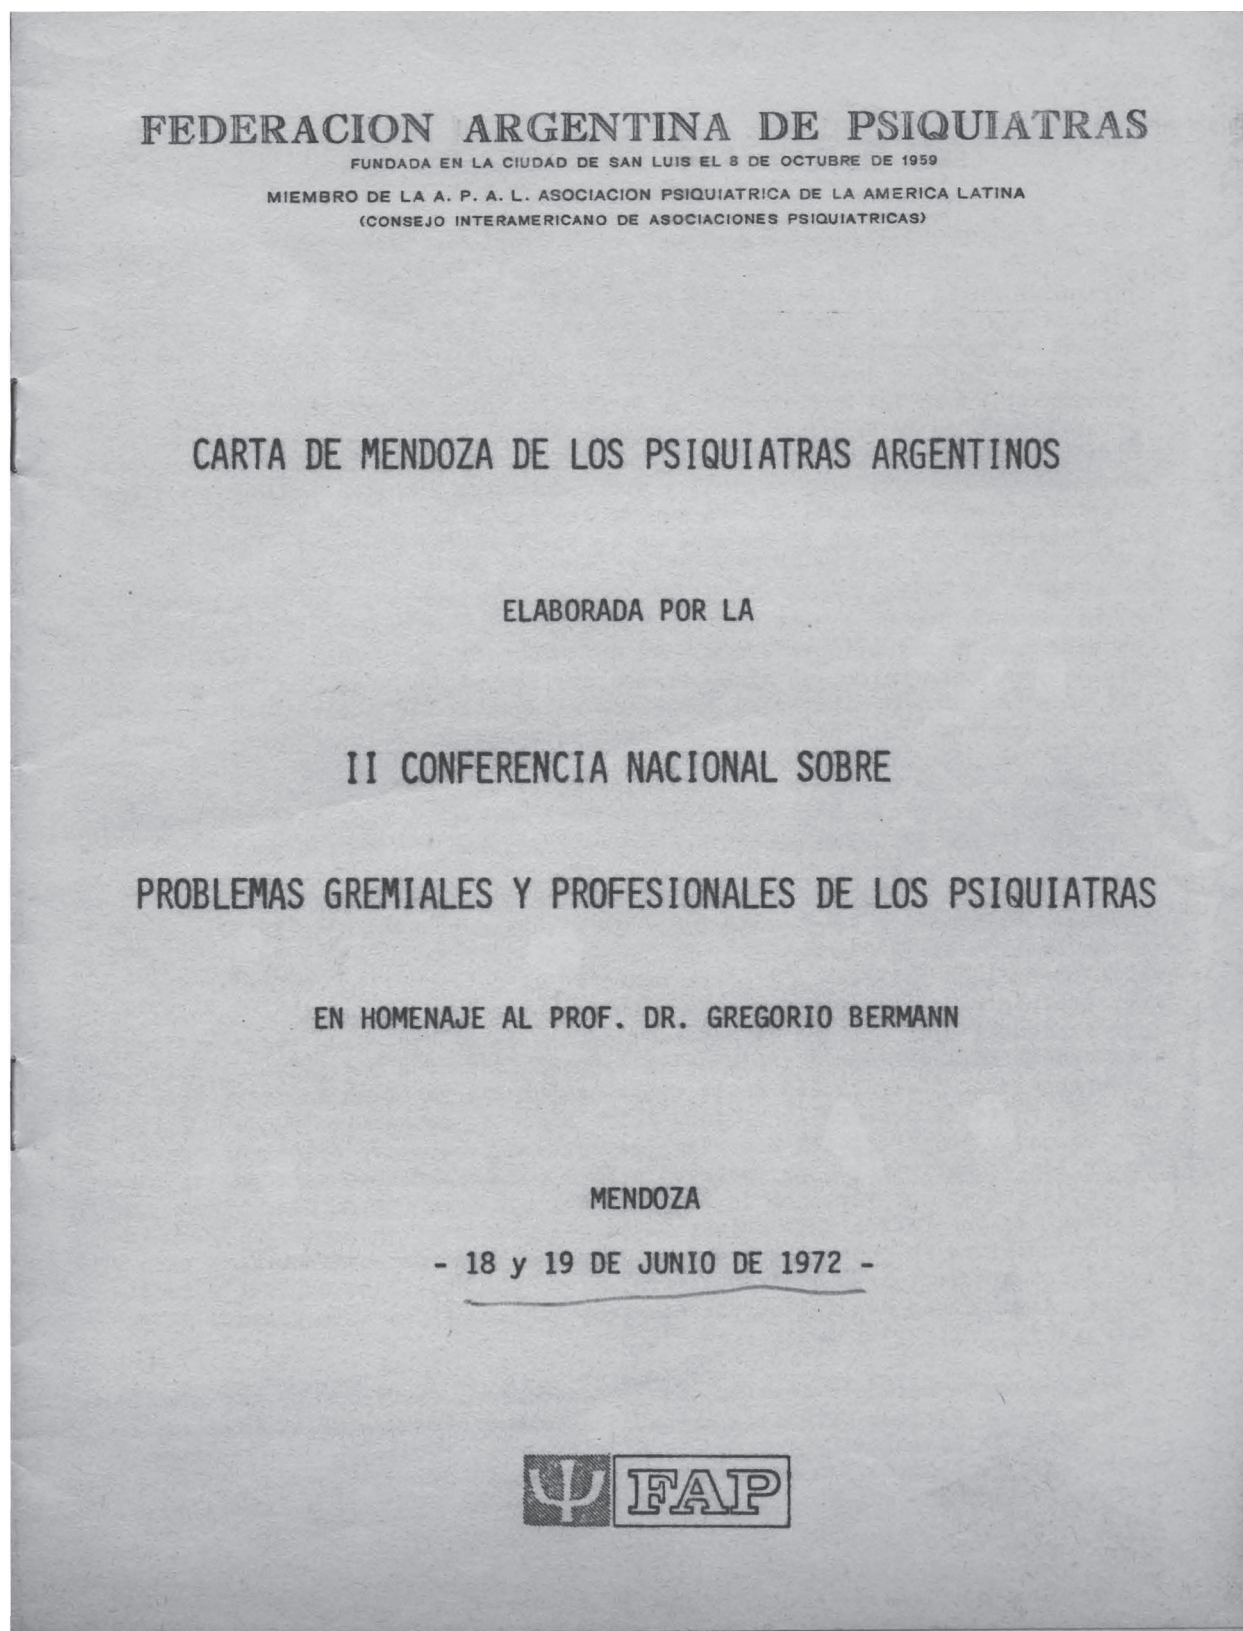 FEDERACION ARGENTINA DE PSIQUIATRAS
FUNDADA EN LA CIUDAD DE SAN LUIS EL 8 DE OCTUBRE DE 1959
MIEMBRO DE LA A. P. A. L. ASOCIACION PSIQUIATRICA DE LA AMERICA LATINA
(CONSEJO INTERAMERICANO DE ASOCIACIONES PSIQUIATRICAS)
CARTA DE MENDOZA DE LOS PSIQUIATRAS ARGENTINOS
ELABORADA POR LA
II CONFERENCIA NACIONAL SOBRE
PROBLEMAS GREMIALES Y PROFESIONALES DE LOS PSIQUIATRAS
EN HOMENAJE AL PROF. DR. GREGORIO BERMANN
MENDOZA
- 18 y 19 DE JUNIO DE 1972 -
Ψ FAP